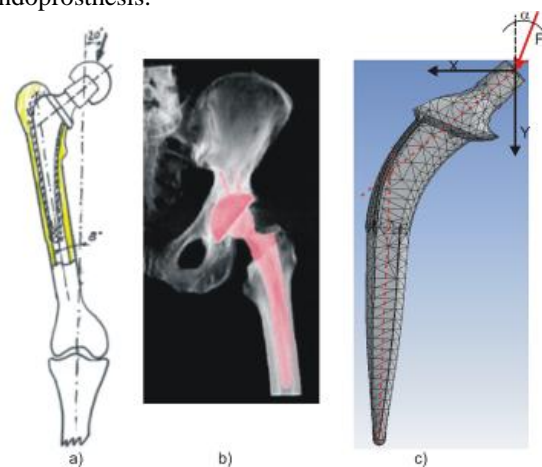 endoprosthesis.
20°
8°
α
F
X
Y
a)
b)
c)